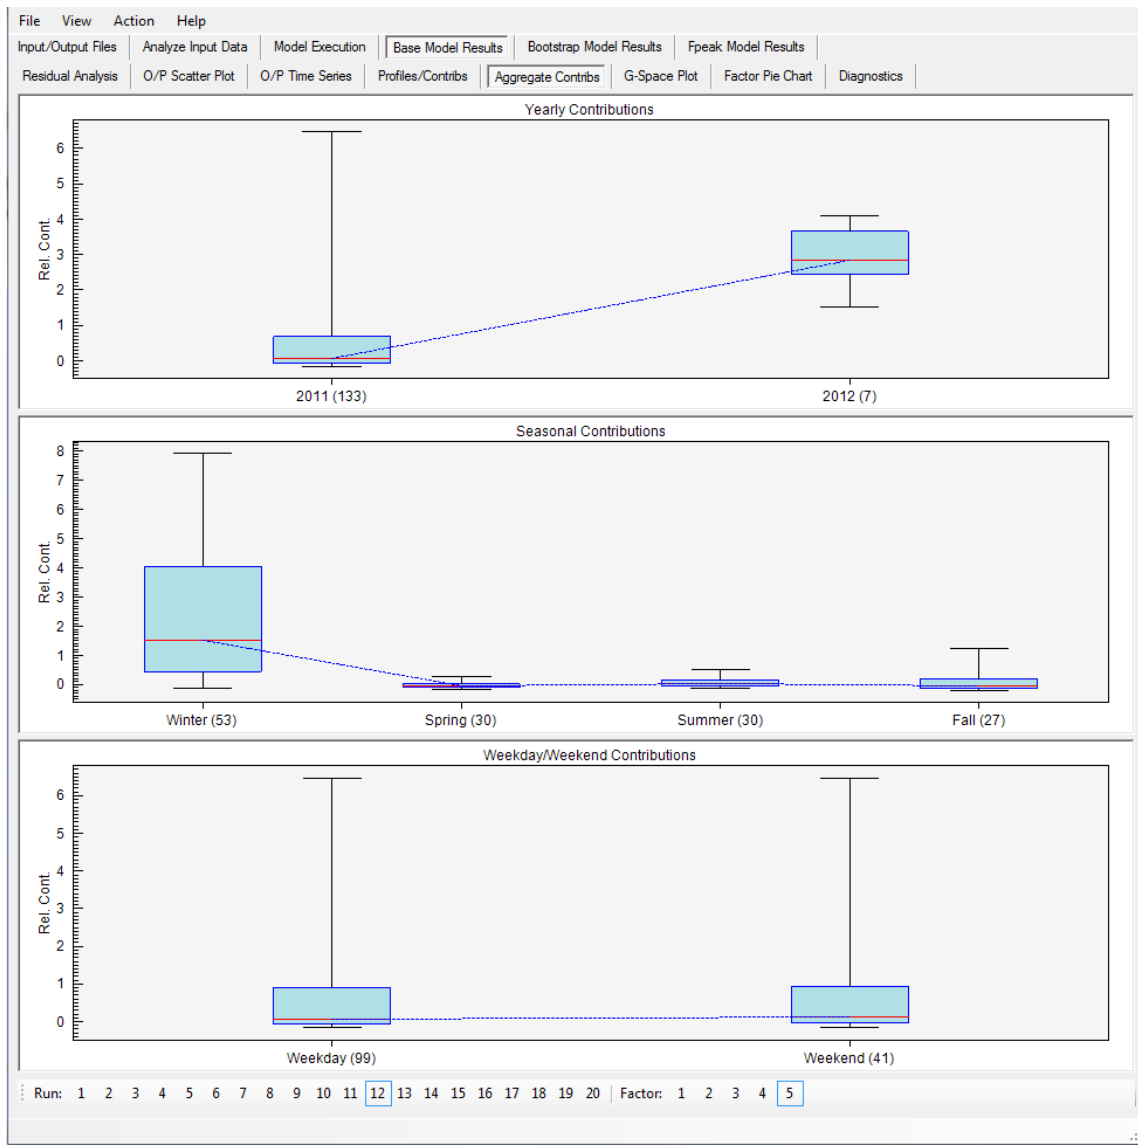 File View Action Help
Input/Output Files Analyze Input Data Model Execution Base Model Results Bootstrap Model Results Fpeak Model Results
Residual Analysis O/P Scatter Plot O/P Time Series Profiles/Contribs Aggregate Contribs G-Space Plot Factor Pie Chart Diagnostics
Yearly Contributions
6
5
4
3
2
1
0
Rel. Cont.
2011 (133) 2012 (7)
Seasonal Contributions
8
7
6
5
4
3
2
1
0
Rel. Cont.
Winter (53) Spring (30) Summer (30) Fall (27)
Weekday/Weekend Contributions
6
5
4
3
2
1
0
Rel. Cont.
Weekday (99) Weekend (41)
Run: 1 2 3 4 5 6 7 8 9 10 11 12 13 14 15 16 17 18 19 20 Factor: 1 2 3 4 5